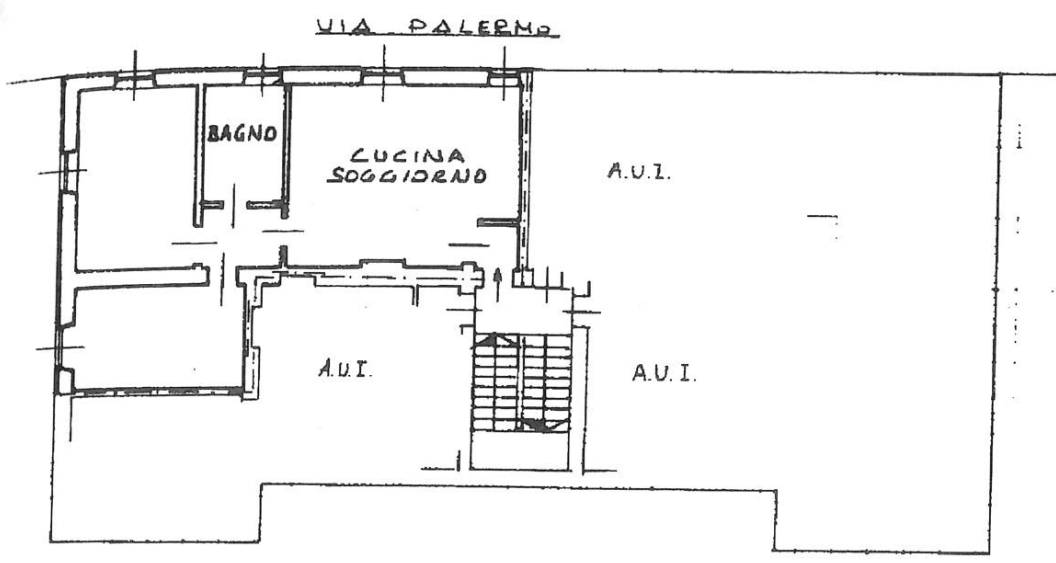 VIA PALERMO
BAGNO
CUCINA
SOGGIORNO
A.U.I.
A.U.I.
A.U.I.